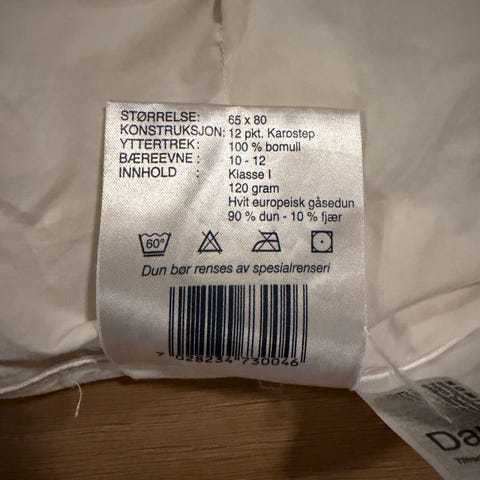 STØRRELSE: 65 x 80
KONSTRUKSJON: 12 pkt. Karostep
YTTERTREK: 100 % bomull
BÆREEVNE: 10 - 12
INNHOLD : Klasse I
120 gram
Hvit europeisk gåsedun
90 % dun - 10 % fjær
60°
Dun bør renses av spesialrenseri
7 028234 730046